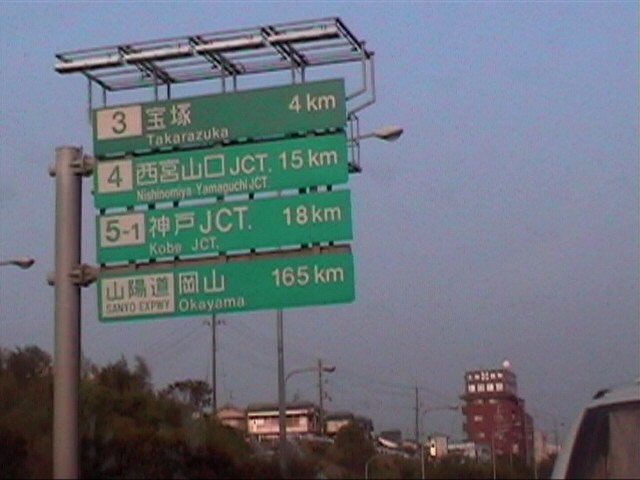 3 宝塚 4 km
Takarazuka
4 西宮山口JCT. 15 km
Nishinomiya Yamaguchi JCT.
5-1 神戸JCT. 18 km
Kobe JCT.
山陽道 岡山 165 km
SANYO EXPWY Okayama